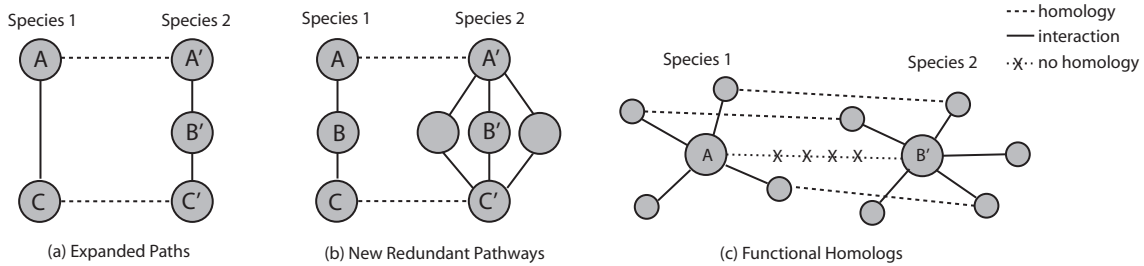 Species 1
Species 2
A
A'
B'
C
C'
(a) Expanded Paths
Species 1
Species 2
A
A'
B
B'
C
C'
(b) New Redundant Pathways
homology
interaction
x no homology
Species 1
Species 2
A
x x x x
B'
(c) Functional Homologs